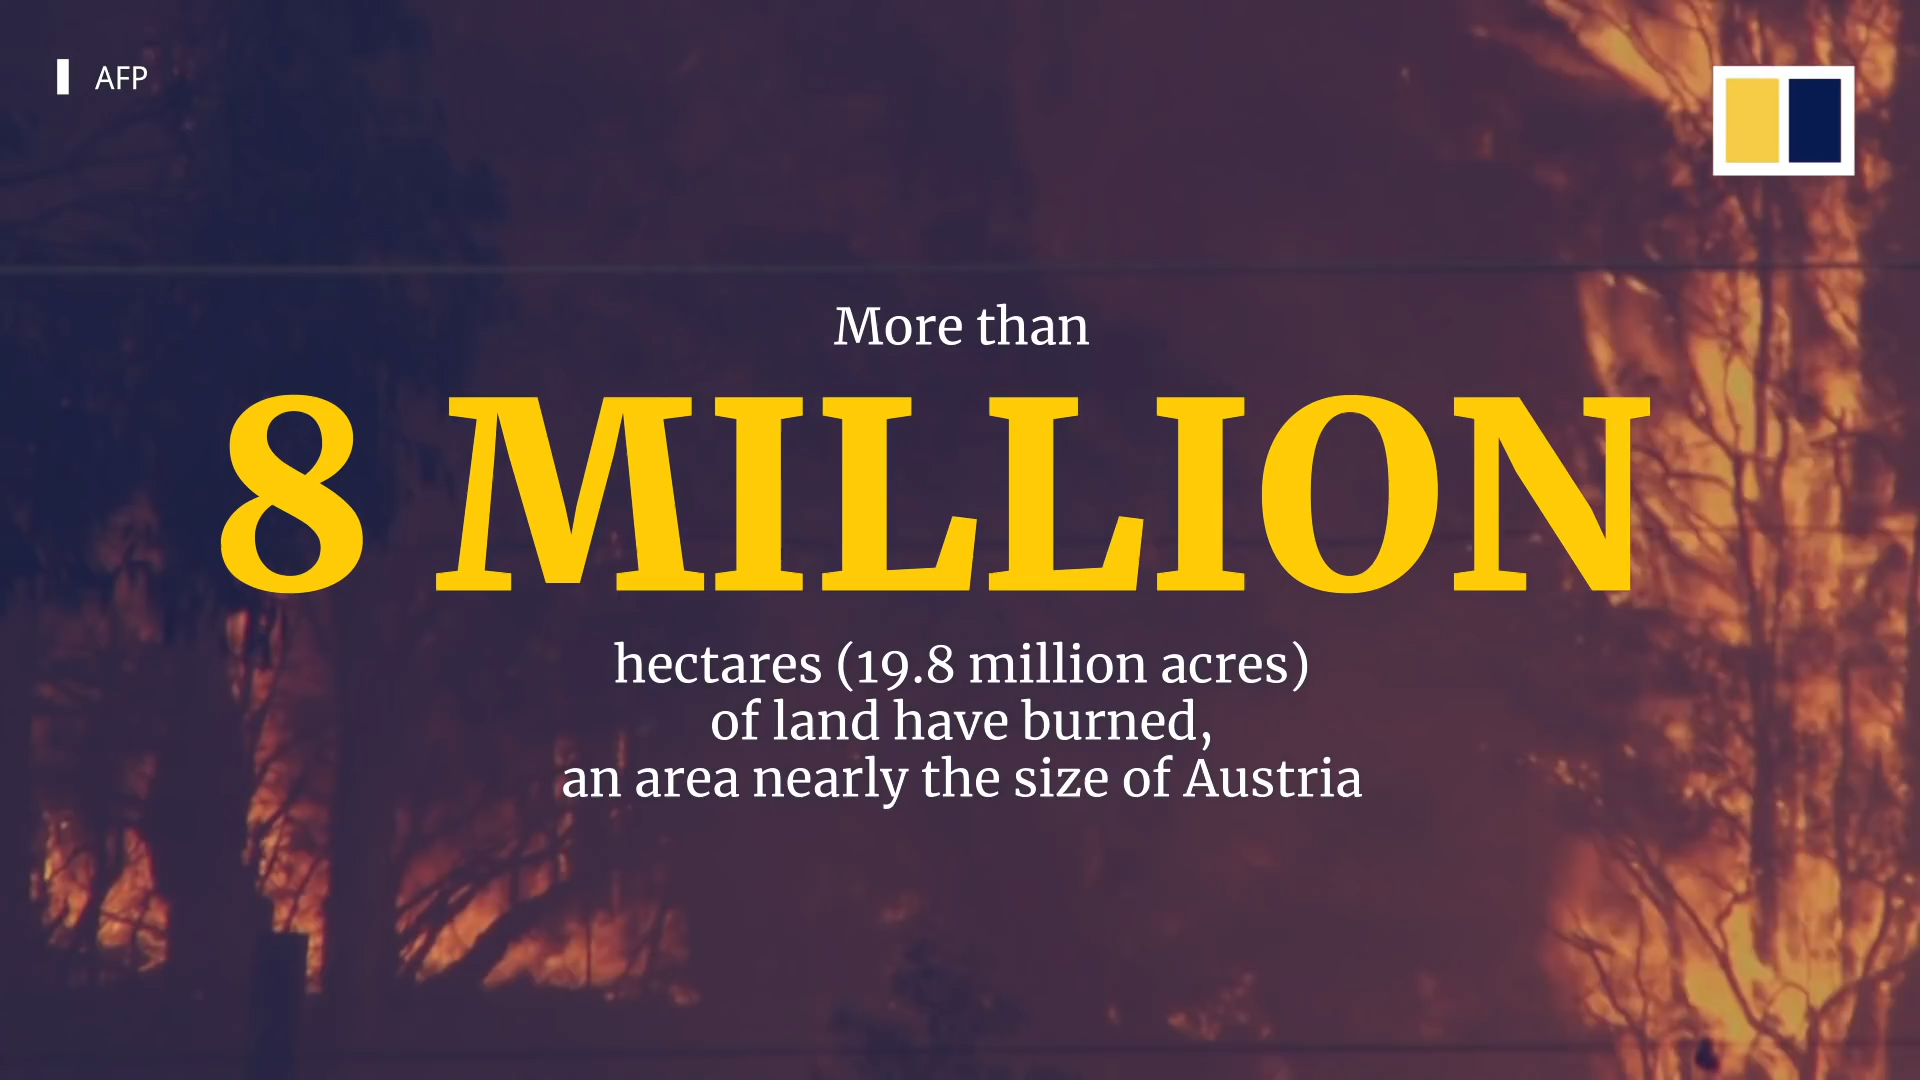 AFP
More than
8 MILLION
hectares (19.8 million acres)
of land have burned,
an area nearly the size of Austria